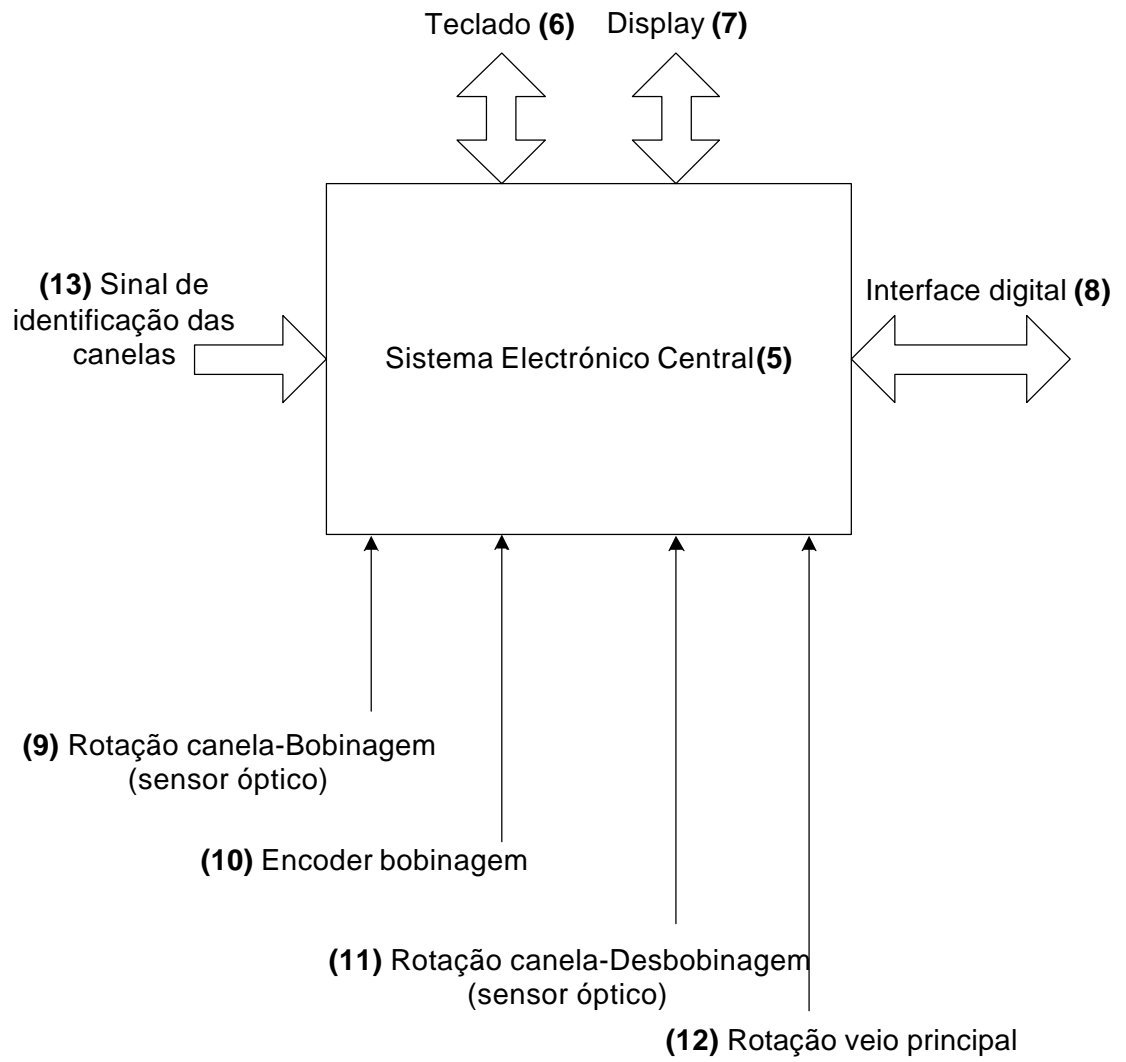 Teclado (6)
Display (7)
(13) Sinal de
identificação das
canelas
Interface digital (8)
Sistema Electrónico Central(5)
(9) Rotação canela-Bobinagem
(sensor óptico)
(10) Encoder bobinagem
(11) Rotação canela-Desbobinagem
(sensor óptico)
(12) Rotação veio principal